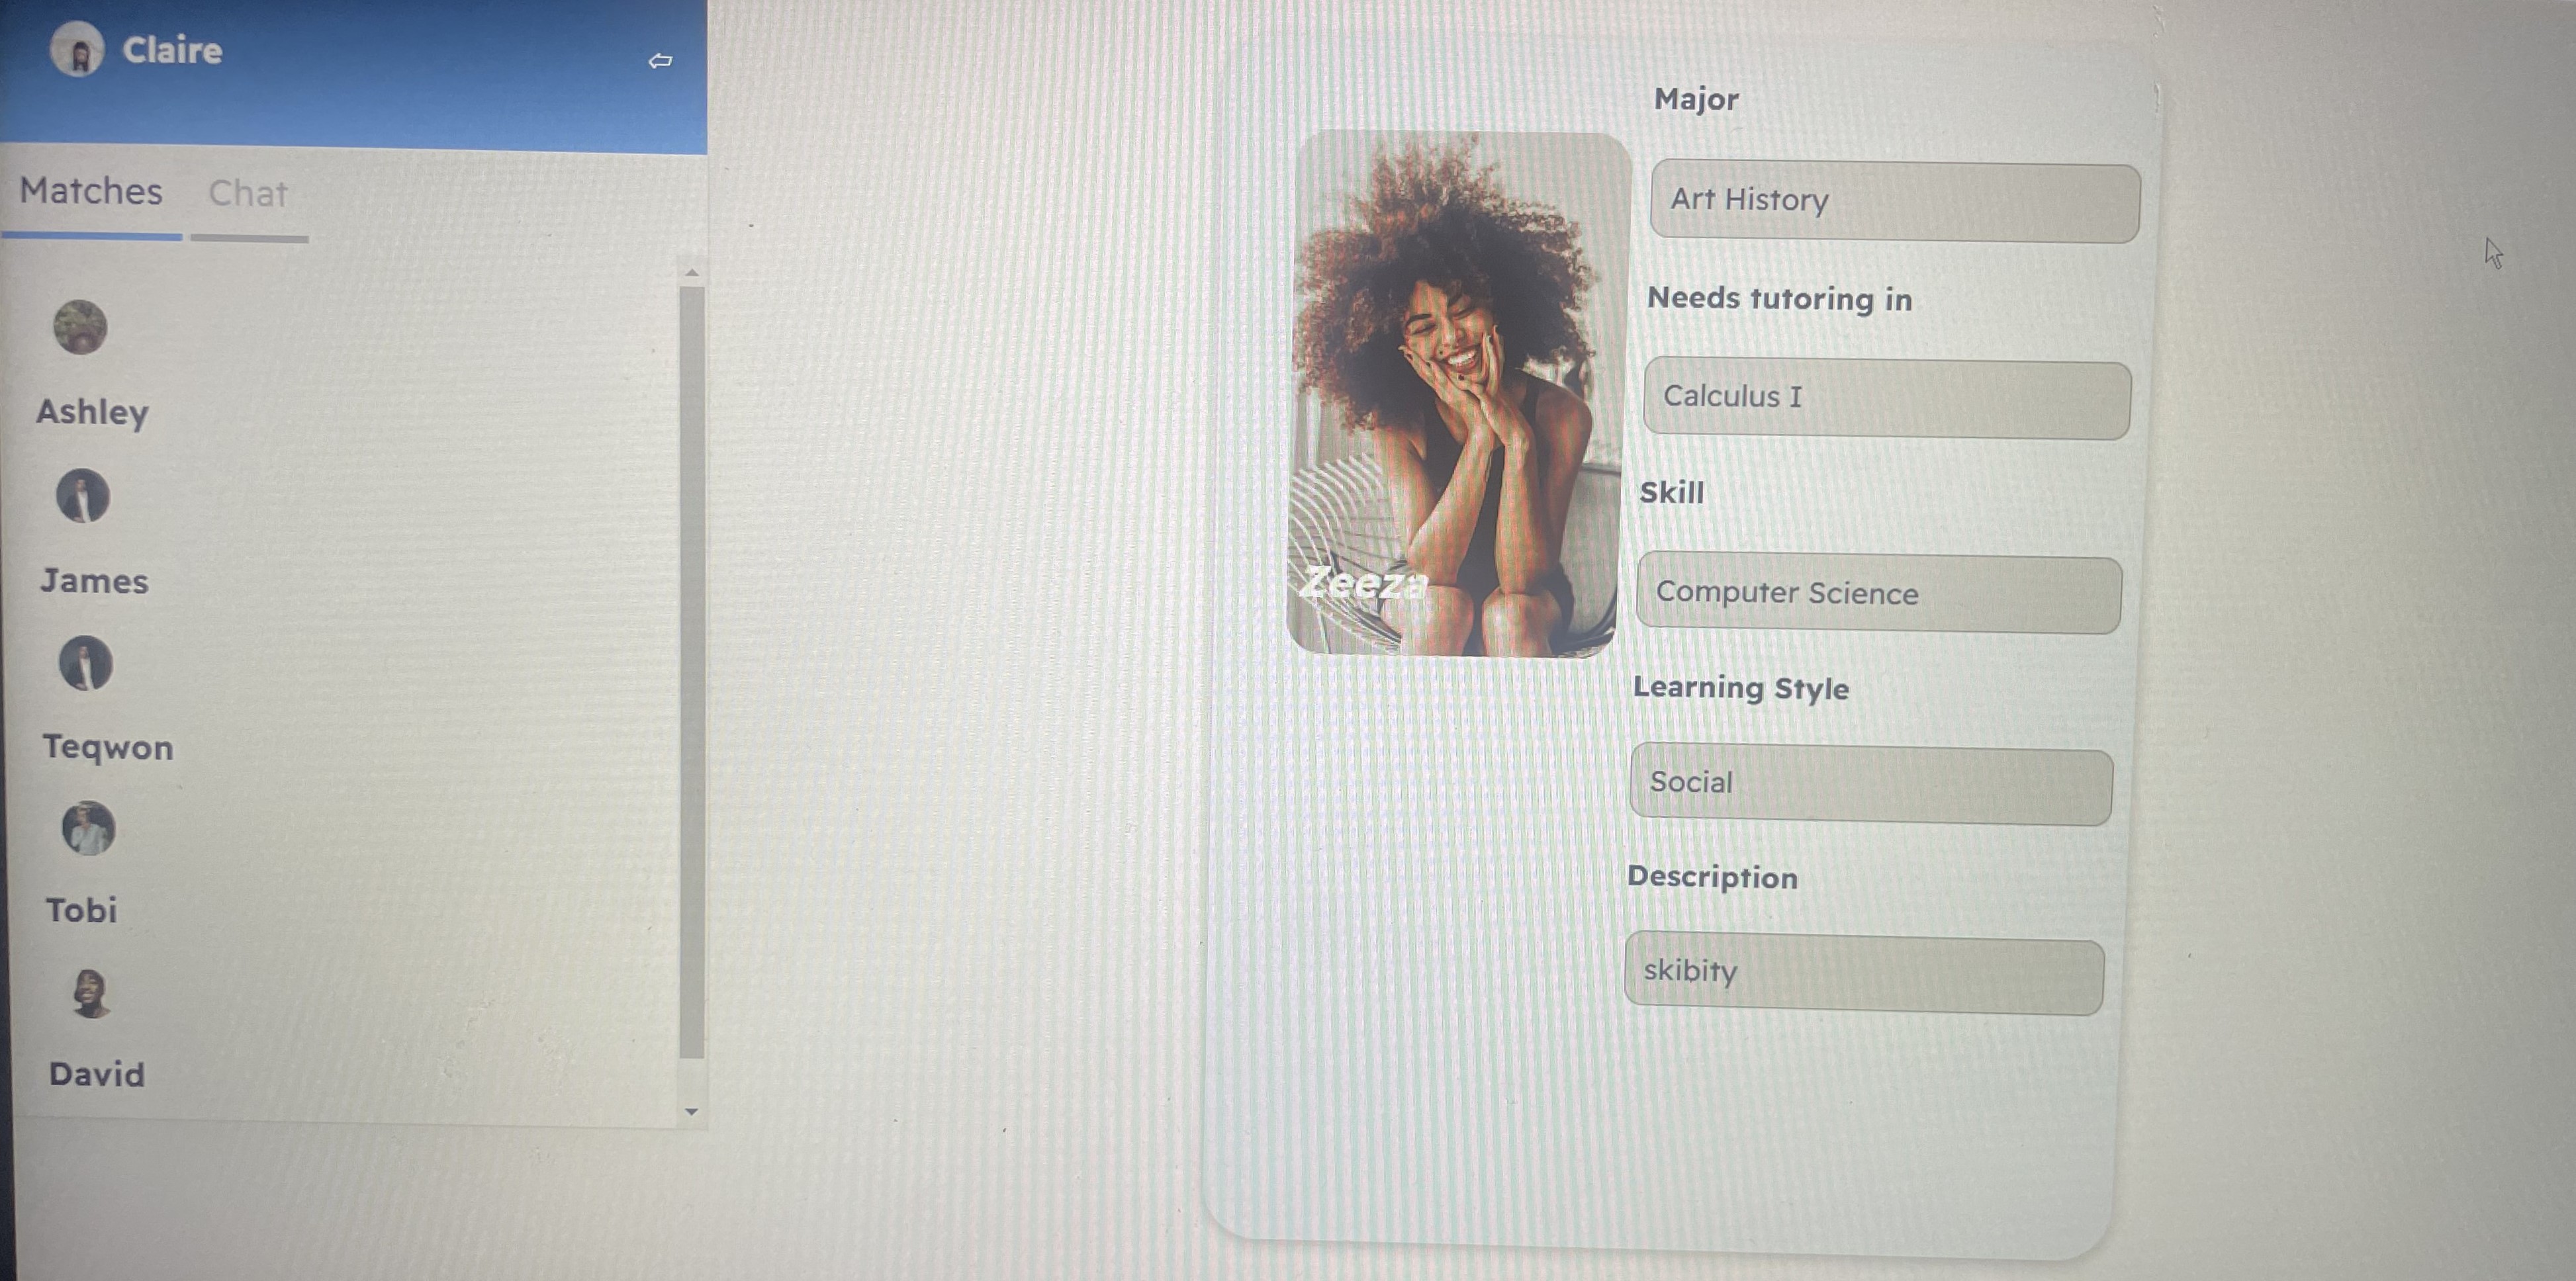 Claire
Matches Chat
Ashley
James
Teqwon
Tobi
David
Zeeza
Major
Art History
Needs tutoring in
Calculus I
Skill
Computer Science
Learning Style
Social
Description
skibity